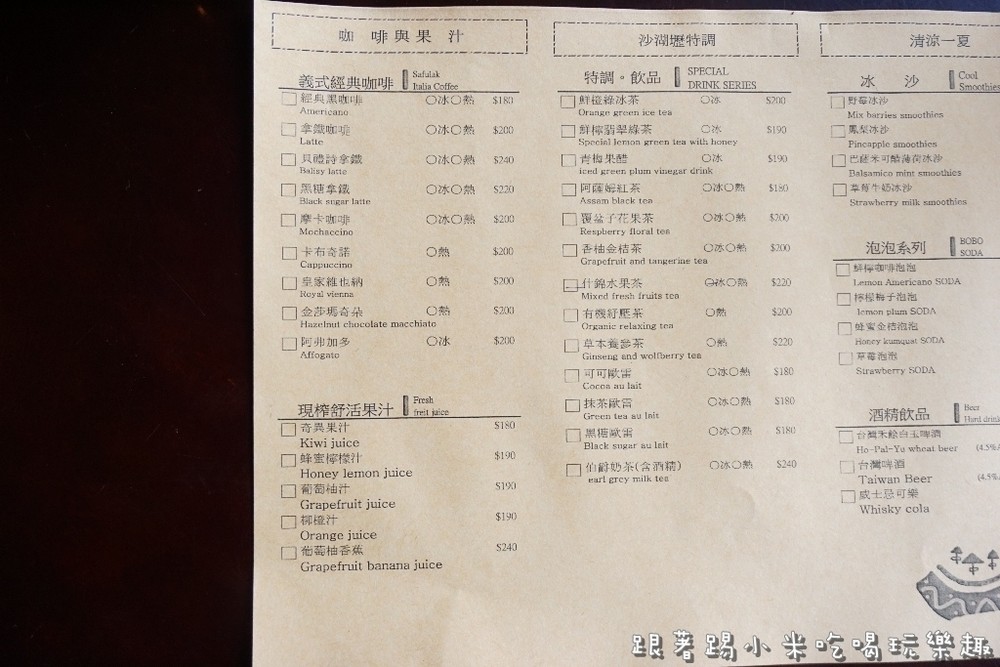 咖 啡與果 汁
義式經典咖啡 Safulak
Italia Coffee
經典黑咖啡 ○冰○熱 $180
Americano
拿鐵咖啡 ○冰○熱 $200
Latte
貝禮詩拿鐵 ○冰○熱 $240
Balisy latte
黑糖拿鐵 ○冰○熱 $220
Black sugar latte
摩卡咖啡 ○冰○熱 $200
Mochaccino
卡布奇諾 ○熱 $200
Cappuccino
皇家維也納 ○熱 $200
Royal vienna
金莎瑪奇朵 ○熱 $200
Hazelnut chocolate macchiato
阿弗加多 ○冰 $200
Affogato
現榨舒活果汁 Fresh
freit juice
奇異果汁 $180
Kiwi juice
蜂蜜檸檬汁 $190
Honey lemon juice
葡萄柚汁 $190
Grapefruit juice
柳橙汁 $190
Orange juice
葡萄柚香蕉 $240
Grapefruit banana juice
沙湖壢特調
特調。飲品 SPECIAL
DRINK SERIES
鮮橙綠冰茶 ○冰 $200
Orange green ice tea
鮮檸翡翠綠茶 ○冰 $190
Special lemon green tea with honey
青梅果醋 ○冰 $190
iced green plum vinegar drink
阿薩姆紅茶 ○冰○熱 $180
Assam black tea
覆盆子花果茶 ○冰○熱 $200
Respberry floral tea
香柚金桔茶 ○冰○熱 $200
Grapefruit and tangerine tea
什錦水果茶 ○冰○熱 $220
Mixed fresh fruits tea
有機紓壓茶 ○熱 $200
Organic relaxing tea
草本養蔘茶 ○熱 $220
Ginseng and wolfberry tea
可可歐雷 ○冰○熱 $180
Cocoa au lait
抹茶歐雷 ○冰○熱 $180
Green tea au lait
黑糖歐雷 ○冰○熱 $180
Black sugar au lait
伯爵奶茶(含酒精) ○冰○熱 $240
earl grey milk tea
清涼一夏
冰 沙 Cool
Smoothies
野莓冰沙
Mix barries smoothies
鳳梨冰沙
Pincapple smoothies
巴薩米可醋薄荷冰沙
Balsamico mint smoothies
草莓牛奶冰沙
Strawberry milk smoothies
泡泡系列 BOBO
SODA
鮮檸咖啡泡泡
Lemon Americano SODA
檸檬梅子泡泡
lemon plum SODA
蜂蜜金桔泡泡
Honey kumquat SODA
草莓泡泡
Strawberry SODA
酒精飲品 Beer
Hard drink
台灣禾餘白玉啤酒
Ho-Pal-Yu wheat beer (4.5%
台灣啤酒
Taiwan Beer (4.5%
威士忌可樂
Whisky cola
跟著踢小米吃喝玩樂趣